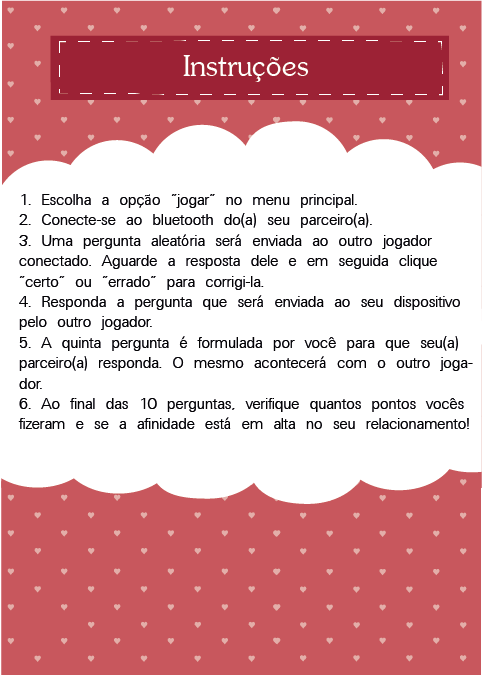 Instruções
1. Escolha a opção "jogar" no menu principal.
2. Conecte-se ao bluetooth do(a) seu parceiro(a).
3. Uma pergunta aleatória será enviada ao outro jogador
conectado. Aguarde a resposta dele e em seguida clique
"certo" ou "errado" para corrigi-la.
4. Responda a pergunta que será enviada ao seu dispositivo
pelo outro jogador.
5. A quinta pergunta é formulada por você para que seu(a)
parceiro(a) responda. O mesmo acontecerá com o outro joga-
dor.
6. Ao final das 10 perguntas, verifique quantos pontos vocês
fizeram e se a afinidade está em alta no seu relacionamento!